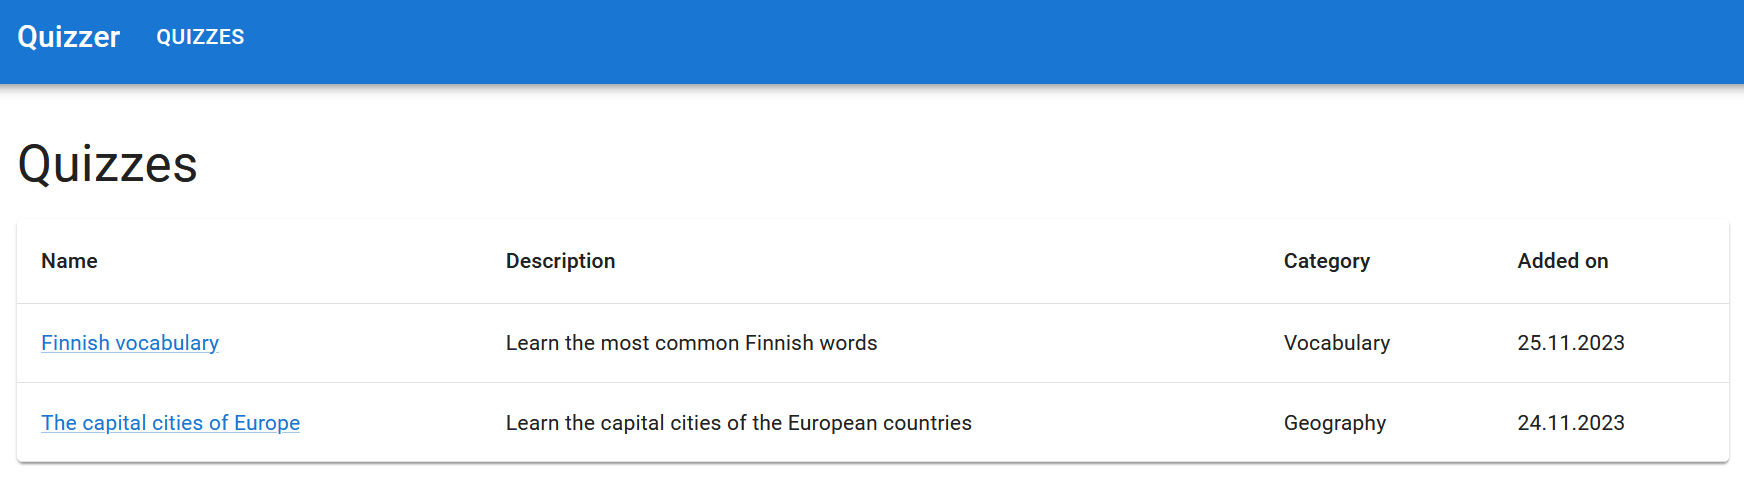 Quizzer QUIZZES
Quizzes
Name Description Category Added on
Finnish vocabulary Learn the most common Finnish words Vocabulary 25.11.2023
The capital cities of Europe Learn the capital cities of the European countries Geography 24.11.2023